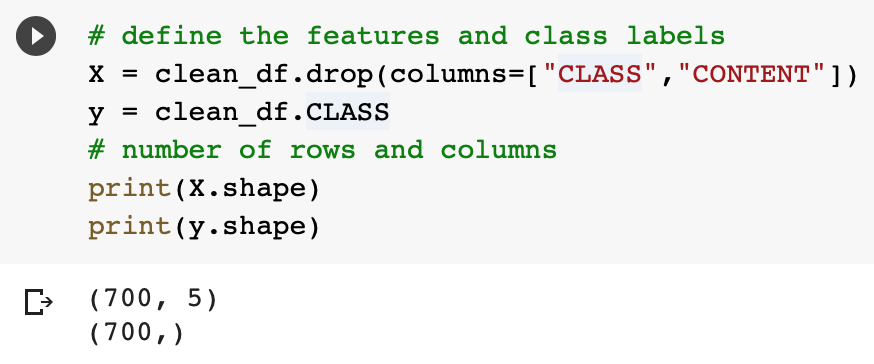 # define the features and class labels
X = clean_df.drop(columns=["CLASS","CONTENT"])
y = clean_df.CLASS
# number of rows and columns
print(X.shape)
print(y.shape)
(700, 5)
(700,)